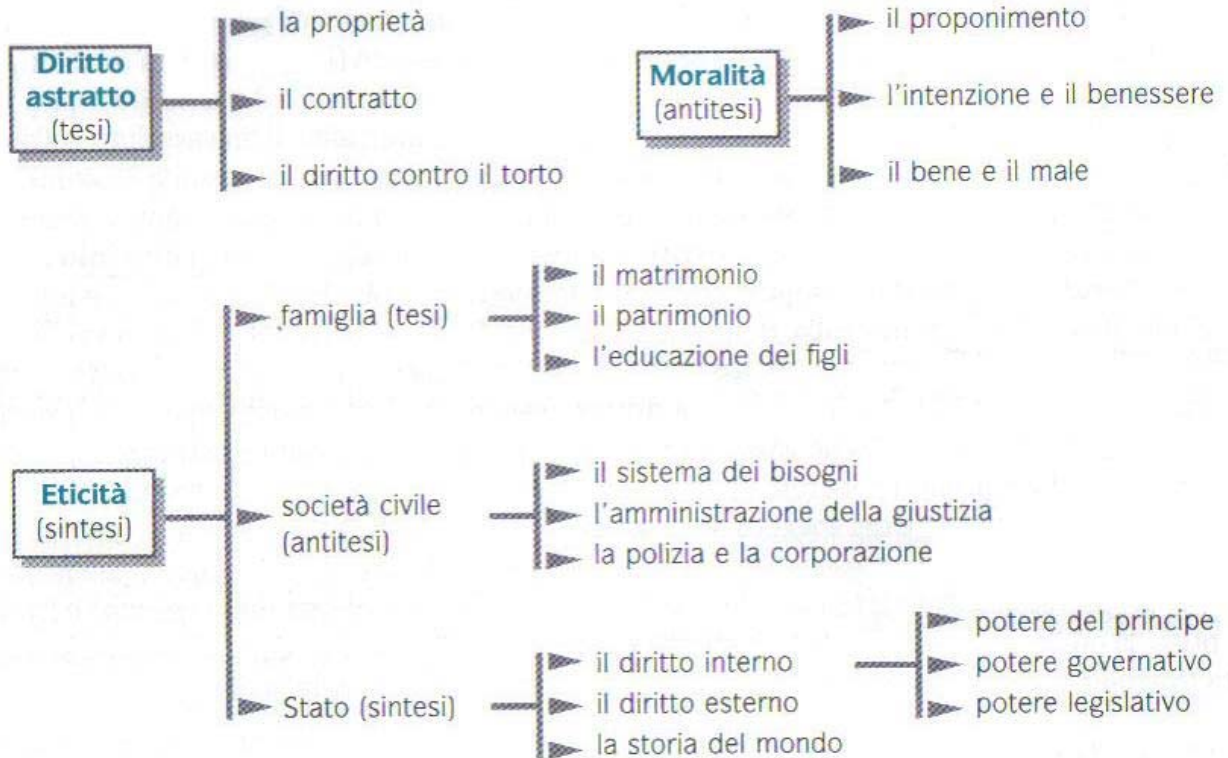 Diritto
astratto
(tesi)
la proprietà
il contratto
il diritto contro il torto
Moralità
(antitesi)
il proponimento
l'intenzione e il benessere
il bene e il male
Eticità
(sintesi)
famiglia (tesi)
il matrimonio
il patrimonio
l'educazione dei figli
società civile
(antitesi)
il sistema dei bisogni
l'amministrazione della giustizia
la polizia e la corporazione
Stato (sintesi)
il diritto interno
il diritto esterno
la storia del mondo
potere del principe
potere governativo
potere legislativo